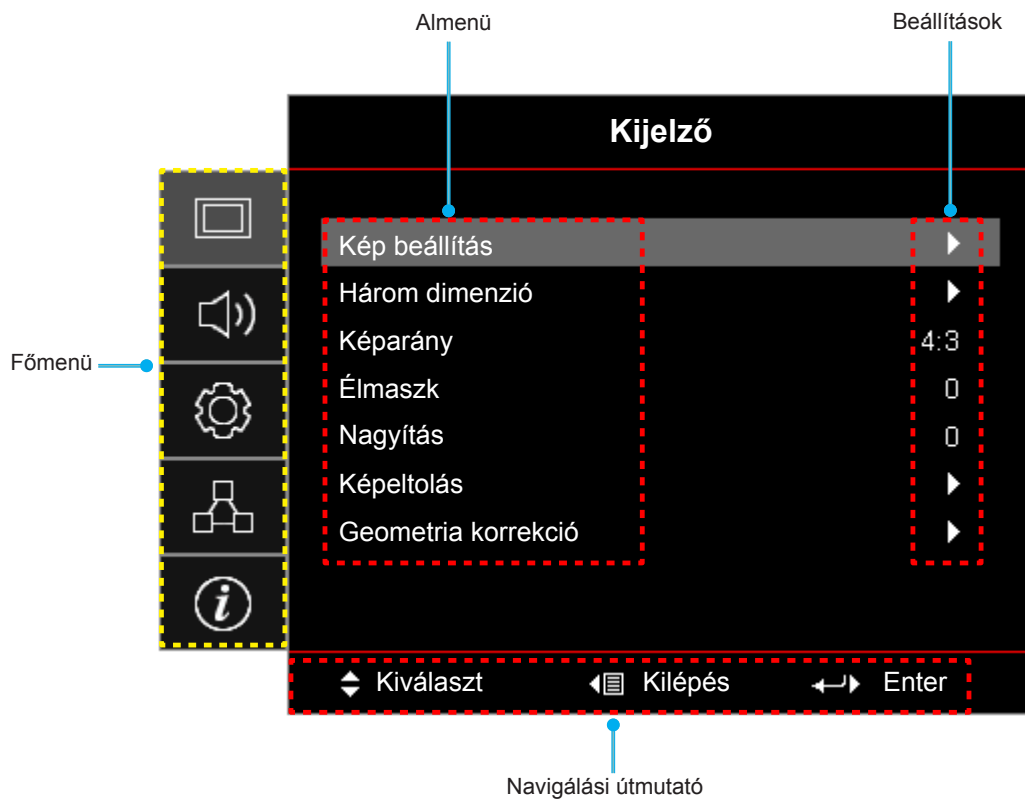 Almenü
Beállítások
Kijelző
Kép beállítás
Három dimenzió
Képarány 4:3
Főmenü
Élmaszk 0
Nagyítás 0
Képeltolás
Geometria korrekció
i
Kiválaszt Kilépés Enter
Navigálási útmutató